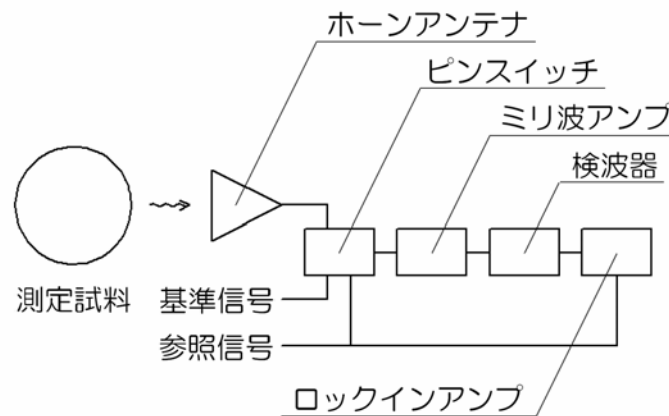 ホーンアンテナ
ピンスイッチ
ミリ波アンプ
検波器
測定試料
基準信号
参照信号
ロックインアンプ